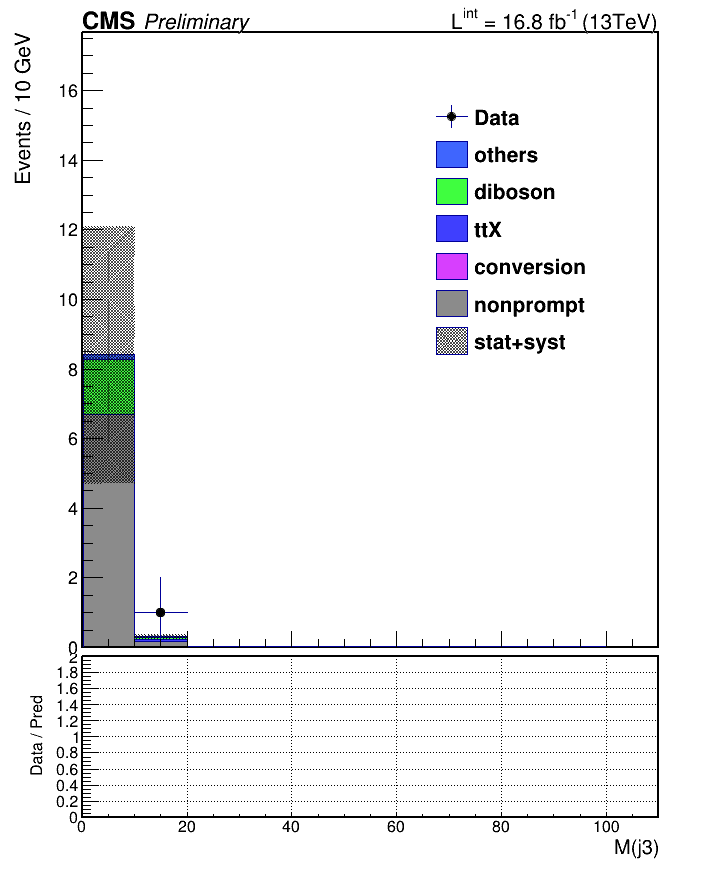 CMS Preliminary L^int = 16.8 fb^-1 (13TeV)
Events / 10 GeV
16
14
12
10
8
6
4
2
0
Data
others
diboson
ttX
conversion
nonprompt
stat+syst
Data / Pred
2
1.8
1.6
1.4
1.2
1
0.8
0.6
0.4
0.2
0
0 20 40 60 80 100
M(j3)